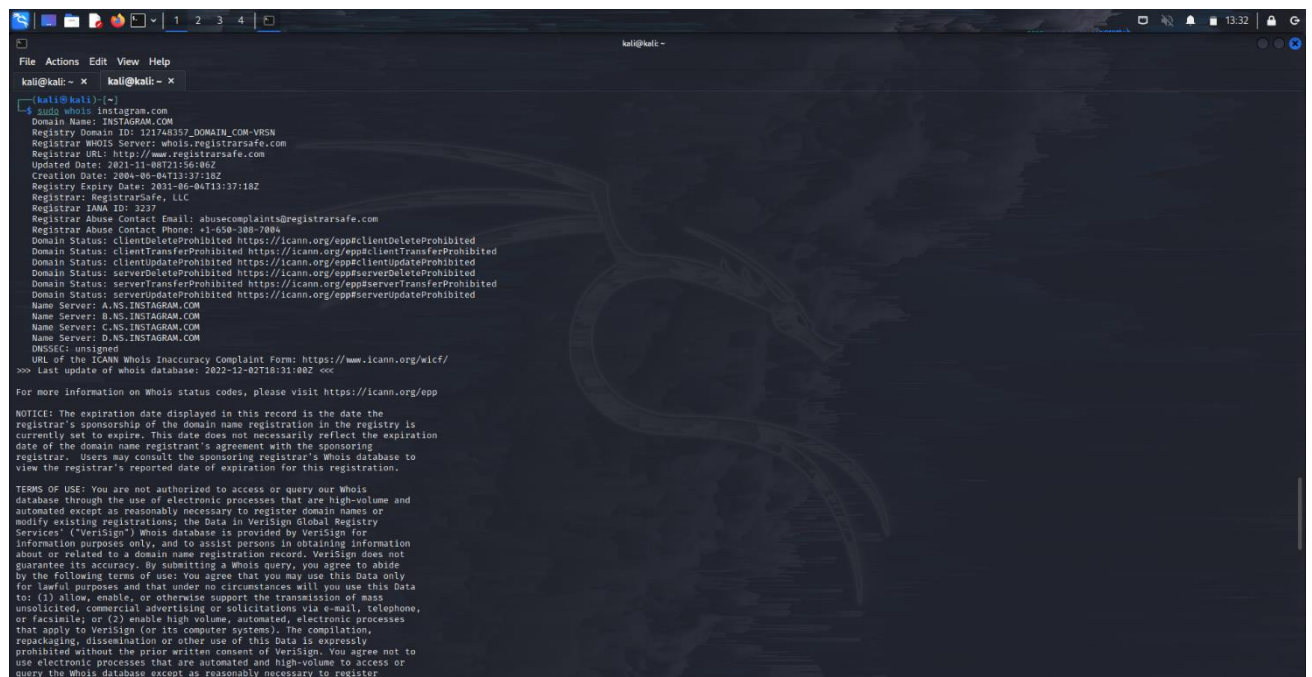 1 2 3 4
13:32
kali@kali: ~
File Actions Edit View Help
kali@kali: ~ × kali@kali: ~ ×
(kali㉿kali)-[~]
$ sudo whois instagram.com
Domain Name: INSTAGRAM.COM
Registry Domain ID: 121748357_DOMAIN_COM-VRSN
Registrar WHOIS Server: whois.registrarsafe.com
Registrar URL: http://www.registrarsafe.com
Updated Date: 2021-11-08T21:56:06Z
Creation Date: 2004-06-04T13:37:18Z
Registry Expiry Date: 2031-06-04T13:37:18Z
Registrar: RegistrarSafe, LLC
Registrar IANA ID: 3237
Registrar Abuse Contact Email: abusecomplaints@registrarsafe.com
Registrar Abuse Contact Phone: +1-650-308-7004
Domain Status: clientDeleteProhibited https://icann.org/epp#clientDeleteProhibited
Domain Status: clientTransferProhibited https://icann.org/epp#clientTransferProhibited
Domain Status: clientUpdateProhibited https://icann.org/epp#clientUpdateProhibited
Domain Status: serverDeleteProhibited https://icann.org/epp#serverDeleteProhibited
Domain Status: serverTransferProhibited https://icann.org/epp#serverTransferProhibited
Domain Status: serverUpdateProhibited https://icann.org/epp#serverUpdateProhibited
Name Server: A.NS.INSTAGRAM.COM
Name Server: B.NS.INSTAGRAM.COM
Name Server: C.NS.INSTAGRAM.COM
Name Server: D.NS.INSTAGRAM.COM
DNSSEC: unsigned
URL of the ICANN Whois Inaccuracy Complaint Form: https://www.icann.org/wicf/
>>> Last update of whois database: 2022-12-02T18:31:00Z <<<
For more information on Whois status codes, please visit https://icann.org/epp
NOTICE: The expiration date displayed in this record is the date the
registrar's sponsorship of the domain name registration in the registry is
currently set to expire. This date does not necessarily reflect the expiration
date of the domain name registrant's agreement with the sponsoring
registrar. Users may consult the sponsoring registrar's Whois database to
view the registrar's reported date of expiration for this registration.
TERMS OF USE: You are not authorized to access or query our Whois
database through the use of electronic processes that are high-volume and
automated except as reasonably necessary to register domain names or
modify existing registrations; the Data in VeriSign Global Registry
Services' ("VeriSign") Whois database is provided by VeriSign for
information purposes only, and to assist persons in obtaining information
about or related to a domain name registration record. VeriSign does not
guarantee its accuracy. By submitting a Whois query, you agree to abide
by the following terms of use: You agree that you may use this Data only
for lawful purposes and that under no circumstances will you use this Data
to: (1) allow, enable, or otherwise support the transmission of mass
unsolicited, commercial advertising or solicitations via e-mail, telephone,
or facsimile; or (2) enable high volume, automated, electronic processes
that apply to VeriSign (or its computer systems). The compilation,
repackaging, dissemination or other use of this Data is expressly
prohibited without the prior written consent of VeriSign. You agree not to
use electronic processes that are automated and high-volume to access or
query the Whois database except as reasonably necessary to register